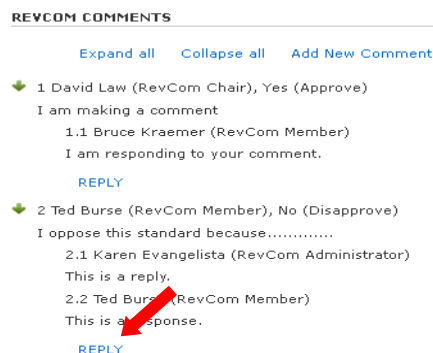 REVCOM COMMENTS
Expand all Collapse all Add New Comment
1 David Law (RevCom Chair), Yes (Approve)
I am making a comment
1.1 Bruce Kraemer (RevCom Member)
I am responding to your comment.
REPLY
2 Ted Burse (RevCom Member), No (Disapprove)
I oppose this standard because.............
2.1 Karen Evangelista (RevCom Administrator)
This is a reply.
2.2 Ted Burse (RevCom Member)
This is a response.
REPLY